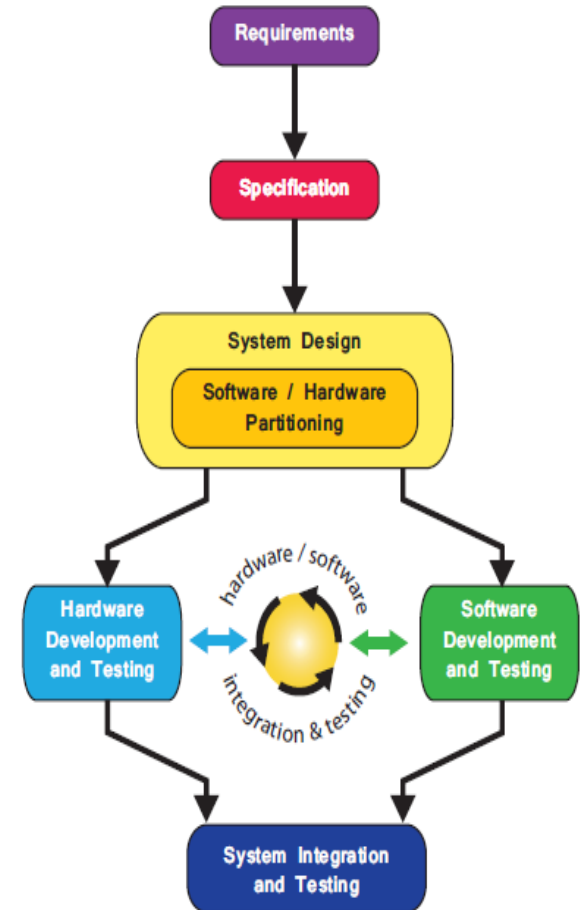 Requirements
Specification
System Design
Software / Hardware
Partitioning
hardware / software
Hardware
Development
and Testing
Software
Development
and Testing
integration & testing
System Integration
and Testing